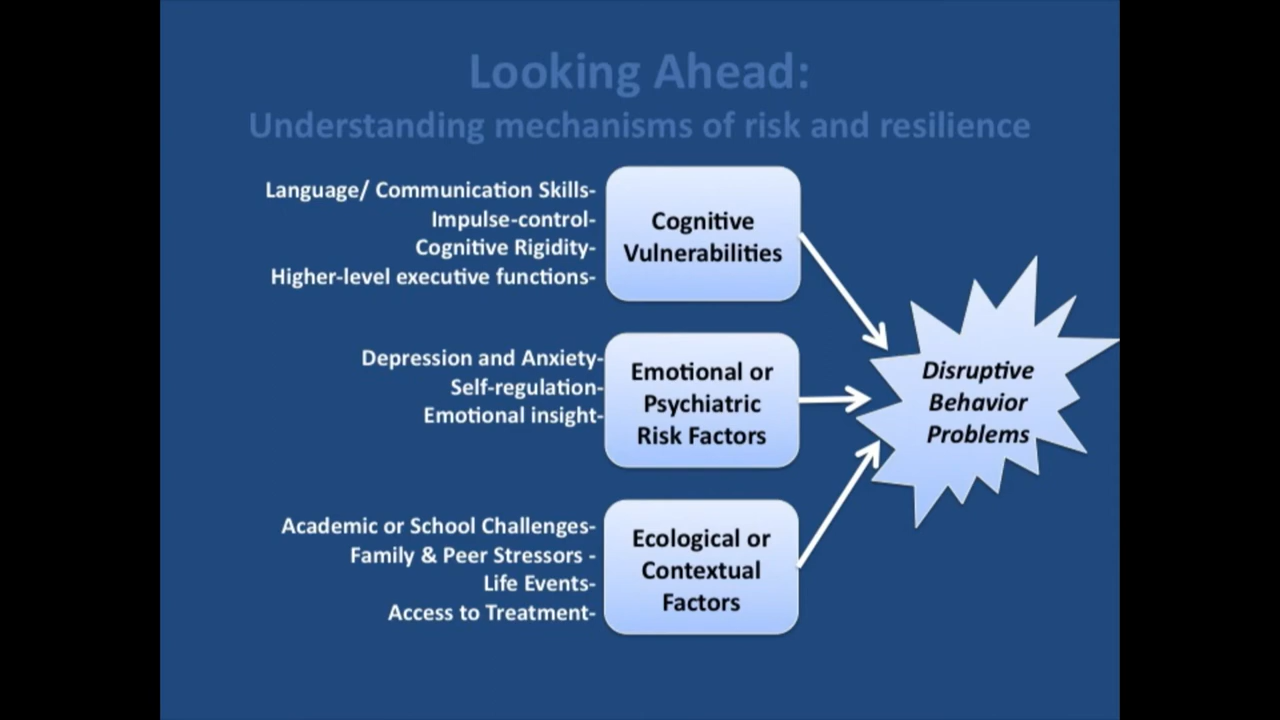 Looking Ahead:
Understanding mechanisms of risk and resilience
Language/ Communication Skills-
Impulse-control-
Cognitive Rigidity-
Higher-level executive functions-
Cognitive
Vulnerabilities
Depression and Anxiety-
Self-regulation-
Emotional insight-
Emotional or
Psychiatric
Risk Factors
Academic or School Challenges-
Family & Peer Stressors -
Life Events-
Access to Treatment-
Ecological or
Contextual
Factors
Disruptive
Behavior
Problems